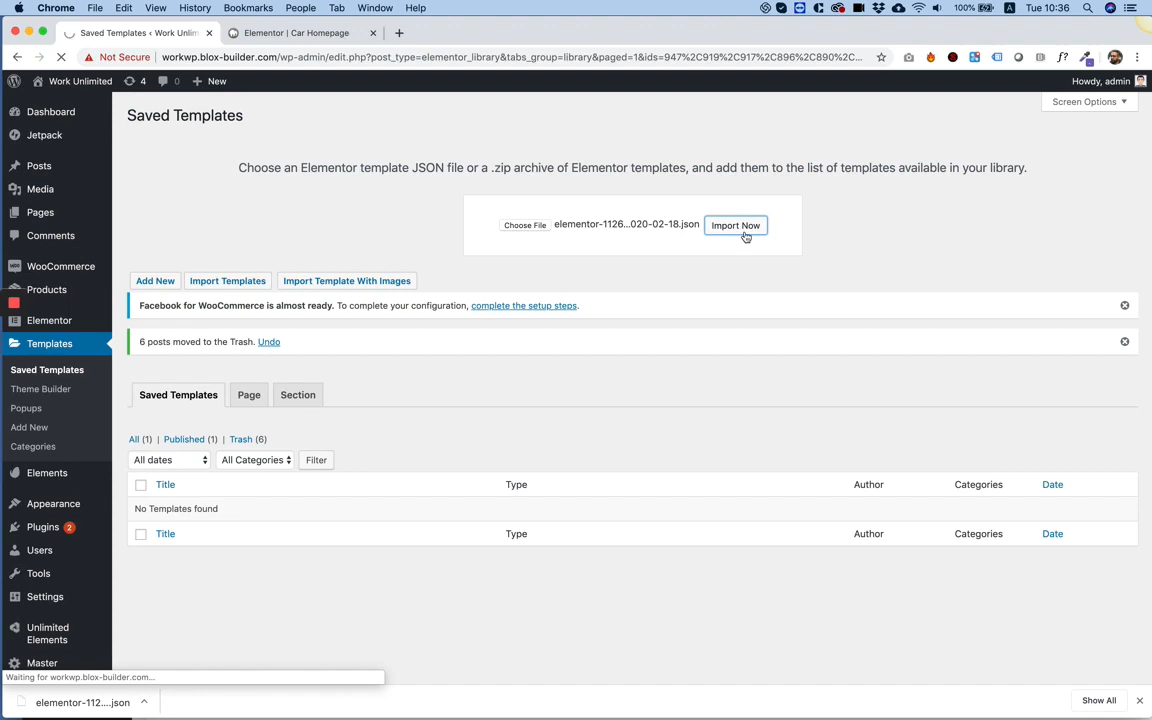 Chrome File Edit View History Bookmarks People Tab Window Help 100% A Tue 10:36
Saved Templates ‹ Work Unlim
Elementor | Car Homepage
Not Secure workwp.blox-builder.com/wp-admin/edit.php?post_type=elementor_library&tabs_group=library&paged=1&ids=947%2C919%2C917%2C896%2C890%2C... f?
Work Unlimited 4 0 New Howdy, admin
Screen Options
Dashboard
Jetpack
Posts
Media
Pages
Comments
WooCommerce
Products
Elementor
Templates
Saved Templates
Theme Builder
Popups
Add New
Categories
Elements
Appearance
Plugins 2
Users
Tools
Settings
Unlimited
Elements
Master
Saved Templates
Choose an Elementor template JSON file or a .zip archive of Elementor templates, and add them to the list of templates available in your library.
Choose File elementor-1126...020-02-18.json Import Now
Add New Import Templates Import Template With Images
Facebook for WooCommerce is almost ready. To complete your configuration, complete the setup steps.
6 posts moved to the Trash. Undo
Saved Templates Page Section
All (1) | Published (1) | Trash (6)
All dates All Categories Filter
Title Type Author Categories Date
No Templates found
Title Type Author Categories Date
Waiting for workwp.blox-builder.com...
elementor-112....json Show All